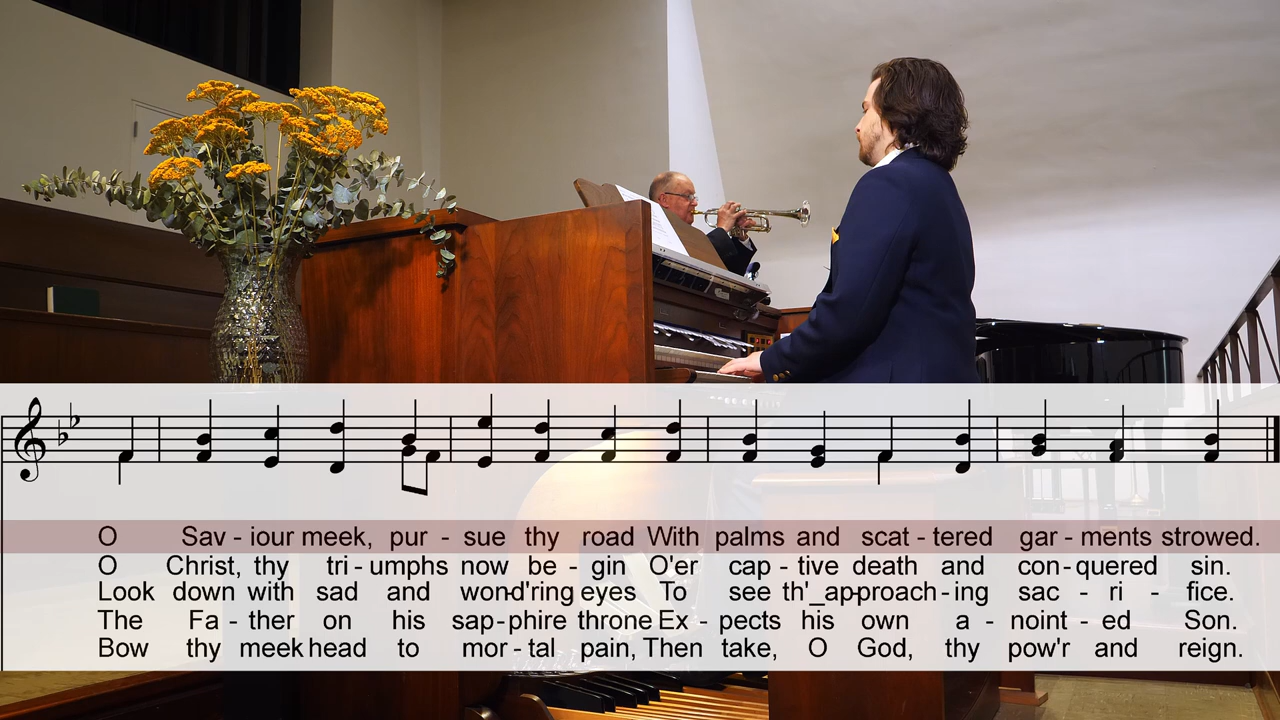 O Sav - iour meek, pur - sue thy road With palms and scat - tered gar - ments strowed.
O Christ, thy tri - umphs now be - gin O'er cap - tive death and con - quered sin.
Look down with sad and won-d'ring eyes To see th'_ap-proach - ing sac - ri - fice.
The Fa - ther on his sap - phire throne Ex - pects his own a - noint - ed Son.
Bow thy meek head to mor - tal pain, Then take, O God, thy pow'r and reign.